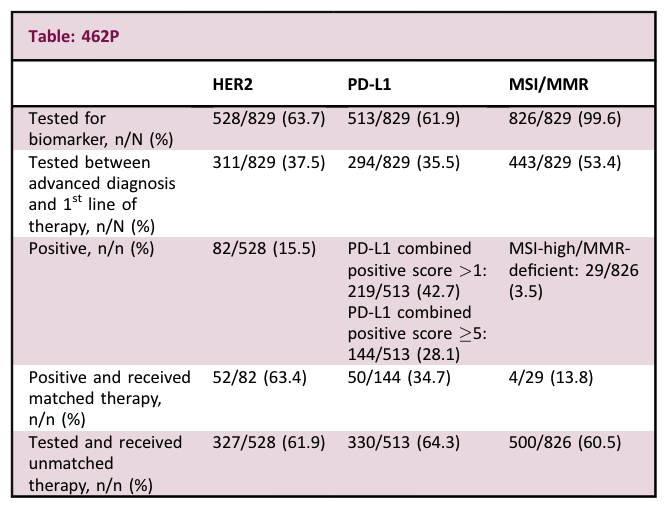 Table: 462P
HER2 PD-L1 MSI/MMR
Tested for 528/829 (63.7) 513/829 (61.9) 826/829 (99.6)
biomarker, n/N (%)
Tested between 311/829 (37.5) 294/829 (35.5) 443/829 (53.4)
advanced diagnosis
and 1st line of
therapy, n/N (%)
Positive, n/n (%) 82/528 (15.5) PD-L1 combined MSI-high/MMR-
positive score >1: deficient: 29/826
219/513 (42.7) (3.5)
PD-L1 combined
positive score ≥5:
144/513 (28.1)
Positive and received 52/82 (63.4) 50/144 (34.7) 4/29 (13.8)
matched therapy,
n/n (%)
Tested and received 327/528 (61.9) 330/513 (64.3) 500/826 (60.5)
unmatched
therapy, n/n (%)